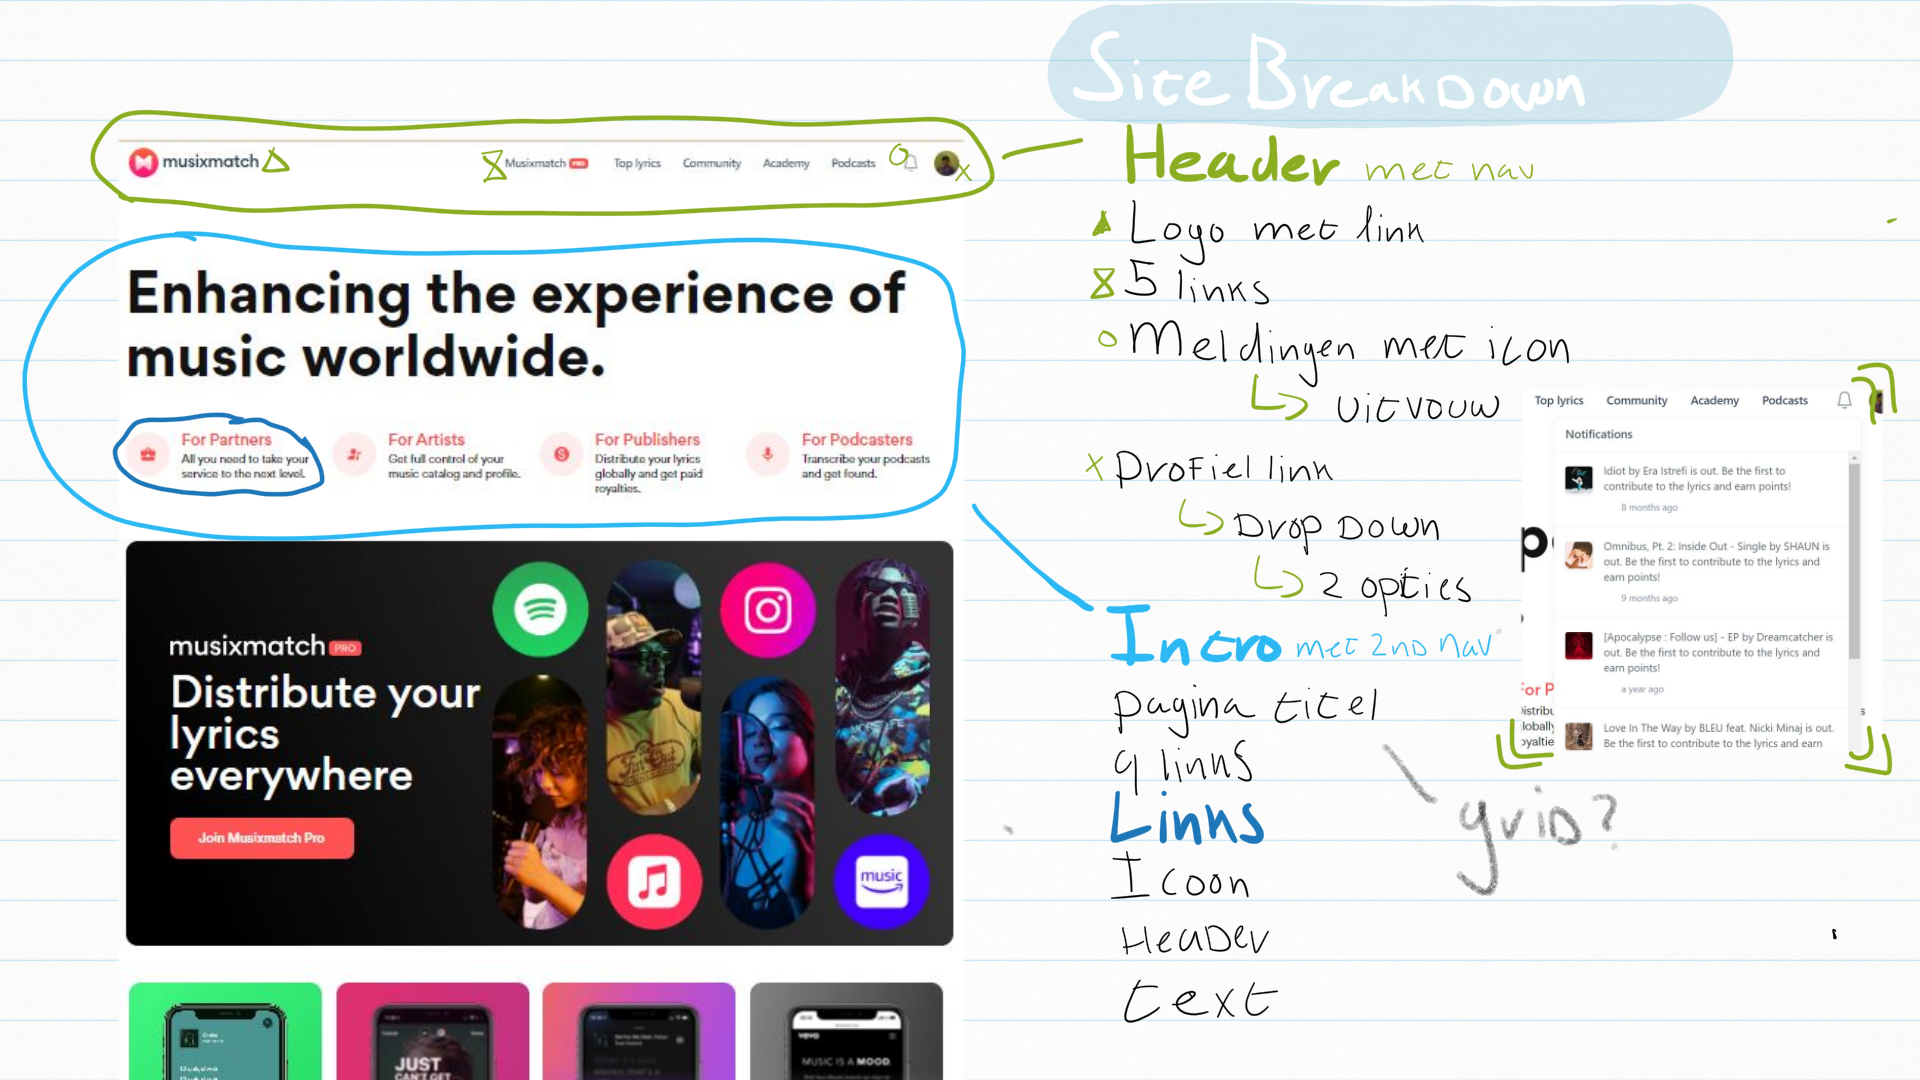 Site BreakDown
musixmatch
Musixmatch PRO Top lyrics Community Academy Podcasts
Enhancing the experience of
music worldwide.
For Partners
All you need to take your
service to the next level.
For Artists
Get full control of your
music catalog and profile.
For Publishers
Distribute your lyrics
globally and get paid
royalties.
For Podcasters
Transcribe your podcasts
and get found.
musixmatch PRO
Distribute your
lyrics
everywhere
Join Musixmatch Pro
music
JUST
CAN'T GET
vevo
MUSIC IS A MOOD.
Header met nav
Logo met link
5 links
Meldingen met icon
uitvouw
Profiel link
Drop Down
2 opties
Intro met 2nd nav
pagina titel
4 links
Links
Icoon
Header
text
grid?
Top lyrics Community Academy Podcasts
Notifications
Idiot by Era Istrefi is out. Be the first to
contribute to the lyrics and earn points!
8 months ago
Omnibus, Pt. 2: Inside Out - Single by SHAUN is
out. Be the first to contribute to the lyrics and
earn points!
9 months ago
[Apocalypse : Follow us] - EP by Dreamcatcher is
out. Be the first to contribute to the lyrics and
earn points!
a year ago
Love In The Way by BLEU feat. Nicki Minaj is out.
Be the first to contribute to the lyrics and earn
For P
Distribu
lobally
oyaltie